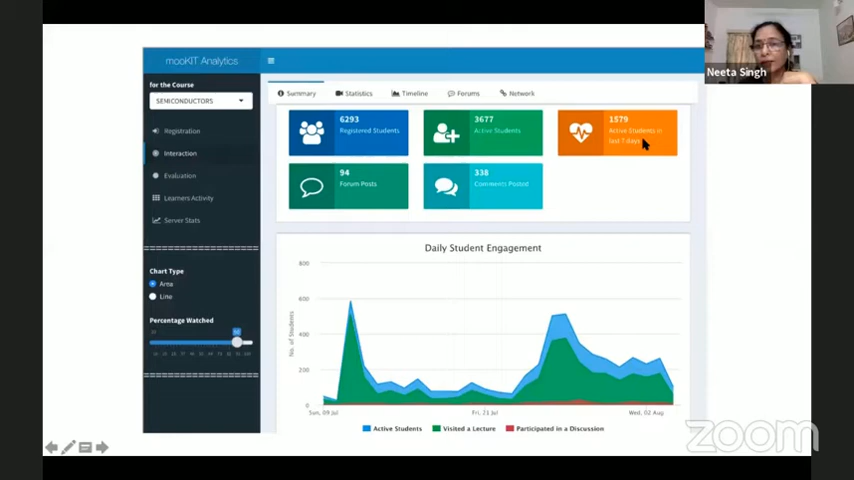 Neeta Singh
mooKIT Analytics
for the Course
SEMICONDUCTORS
Registration
Interaction
Evaluation
Learners Activity
Server Stats
Chart Type
Area
Line
Percentage Watched
Summary
Statistics
Timeline
Forums
Network
6293
Registered Students
3677
Active Students
1579
Active Students in
last 7 days
94
Forum Posts
338
Comments Posted
Daily Student Engagement
No. of Students
800
600
400
200
0
Sun, 09 Jul
Fri, 21 Jul
Wed, 02 Aug
Active Students
Visited a Lecture
Participated in a Discussion
zoom